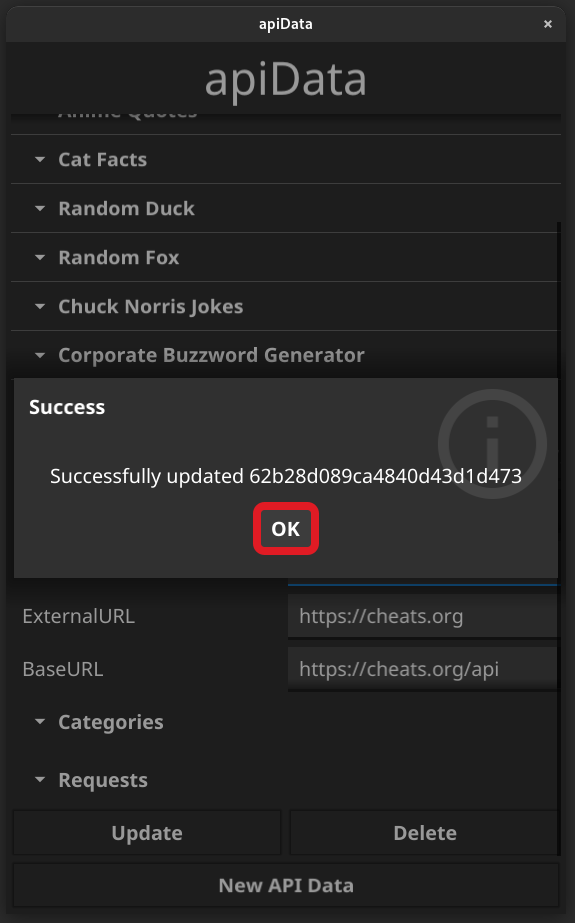 apiData
apiData
Anime Quotes
Cat Facts
Random Duck
Random Fox
Chuck Norris Jokes
Corporate Buzzword Generator
Success
Successfully updated 62b28d089ca4840d43d1d473
OK
ExternalURL https://cheats.org
BaseURL https://cheats.org/api
Categories
Requests
Update Delete
New API Data